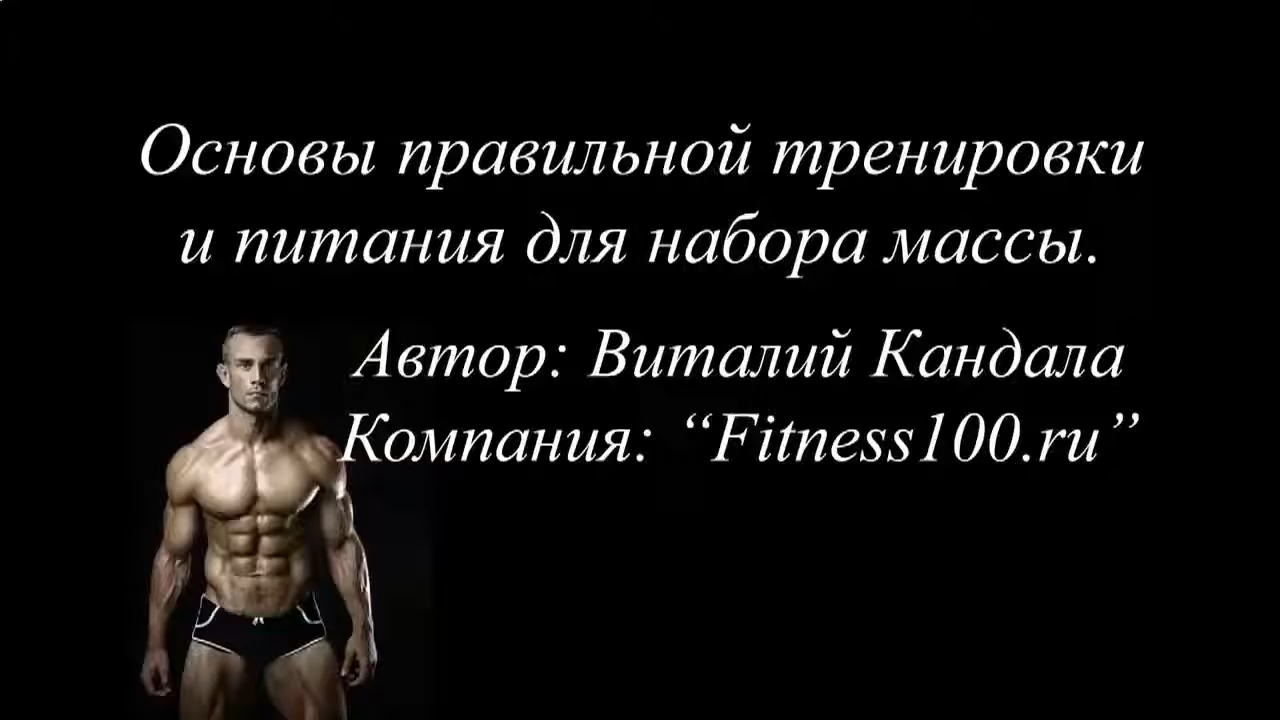 Основы правильной тренировки
и питания для набора массы.
Автор: Виталий Кандала
Компания: “Fitness100.ru”